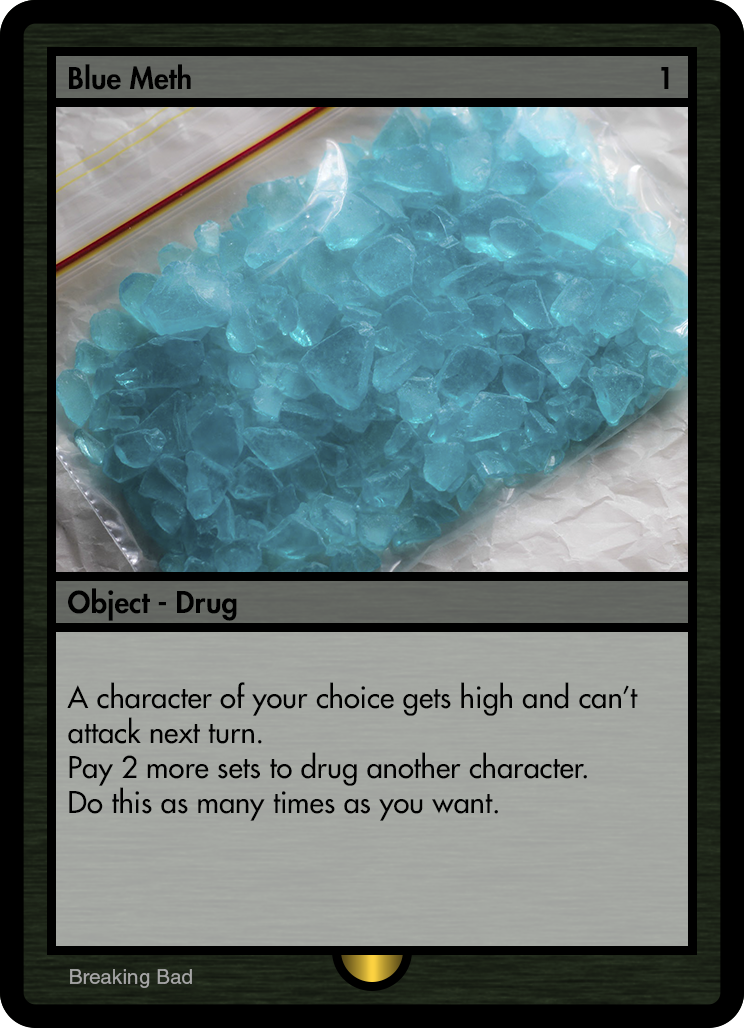 Blue Meth 1
Object - Drug
A character of your choice gets high and can't
attack next turn.
Pay 2 more sets to drug another character.
Do this as many times as you want.
Breaking Bad